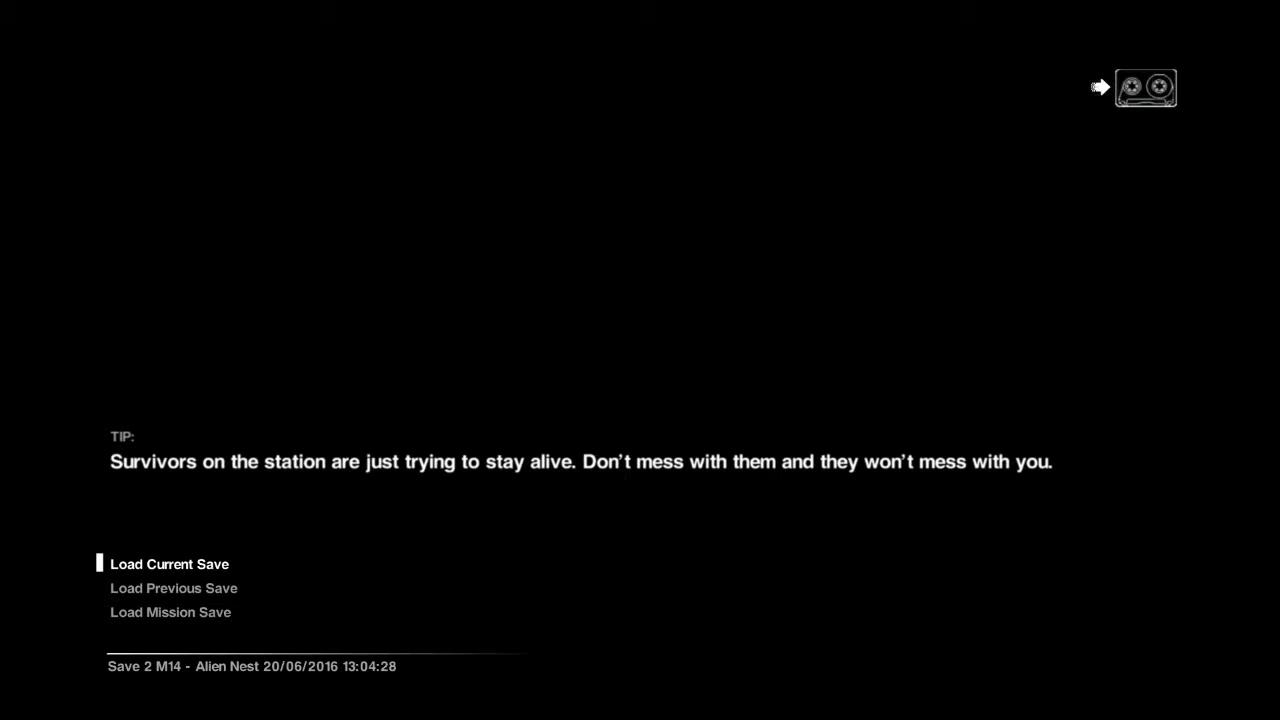 TIP:
Survivors on the station are just trying to stay alive. Don't mess with them and they won't mess with you.
Load Current Save
Load Previous Save
Load Mission Save
Save 2 M14 - Alien Nest 20/06/2016 13:04:28